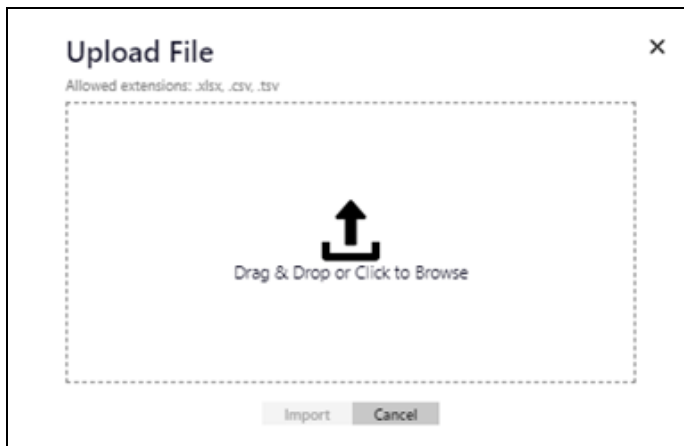 Upload File
Allowed extensions: .xlsx, .csv, .tsv
Drag & Drop or Click to Browse
Import Cancel